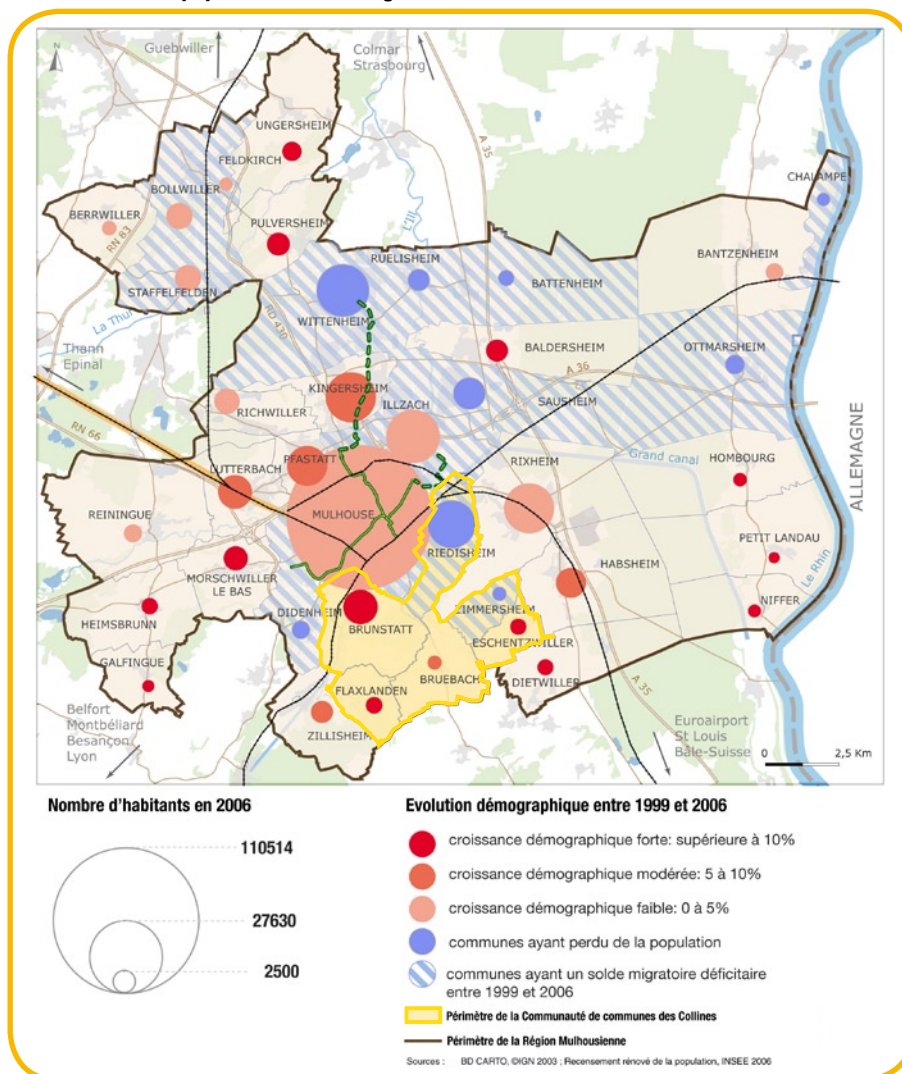 N
Guebwiller
Colmar
Strasbourg
A 35
UNGERSHEIM
FELDKIRCH
BOLLWILLER
BERRWILLER
RN 83
PULVERSHEIM
L'Ill
CHALAMPE
RUELISHEIM
BANTZENHEIM
STAFFELFELDEN
BATTENHEIM
La Thur
RD 430
WITTENHEIM
Thann
Epinal
BALDERSHEIM
OTTMARSHEIM
A 36
KINGERSHEIM
ILLZACH
SAUSHEIM
RICHWILLER
RN 66
PFASTATT
Grand canal
HOMBOURG
ALLEMAGNE
LUTTERBACH
RIXHEIM
REININGUE
MULHOUSE
RIEDISHEIM
PETIT LANDAU
HABSHEIM
Le Rhin
MORSCHWILLER
LE BAS
NIFFER
HEIMSBRUNN
DIDENHEIM
ZIMMERSHEIM
BRUNSTATT
ESCHENTZWILLER
GALFINGUE
BRUEBACH
DIETWILLER
FLAXLANDEN
A 35
ZILLISHEIM
Belfort
Montbéliard
Besançon
Lyon
Euroairport
St Louis
Bâle-Suisse
0 2,5 Km
Nombre d'habitants en 2006
110514
27630
2500
Evolution démographique entre 1999 et 2006
croissance démographique forte: supérieure à 10%
croissance démographique modérée: 5 à 10%
croissance démographique faible: 0 à 5%
communes ayant perdu de la population
communes ayant un solde migratoire déficitaire
entre 1999 et 2006
Périmètre de la Communauté de communes des Collines
Périmètre de la Région Mulhousienne
Sources : BD CARTO, ©IGN 2003 ; Recensement rénové de la population, INSEE 2006